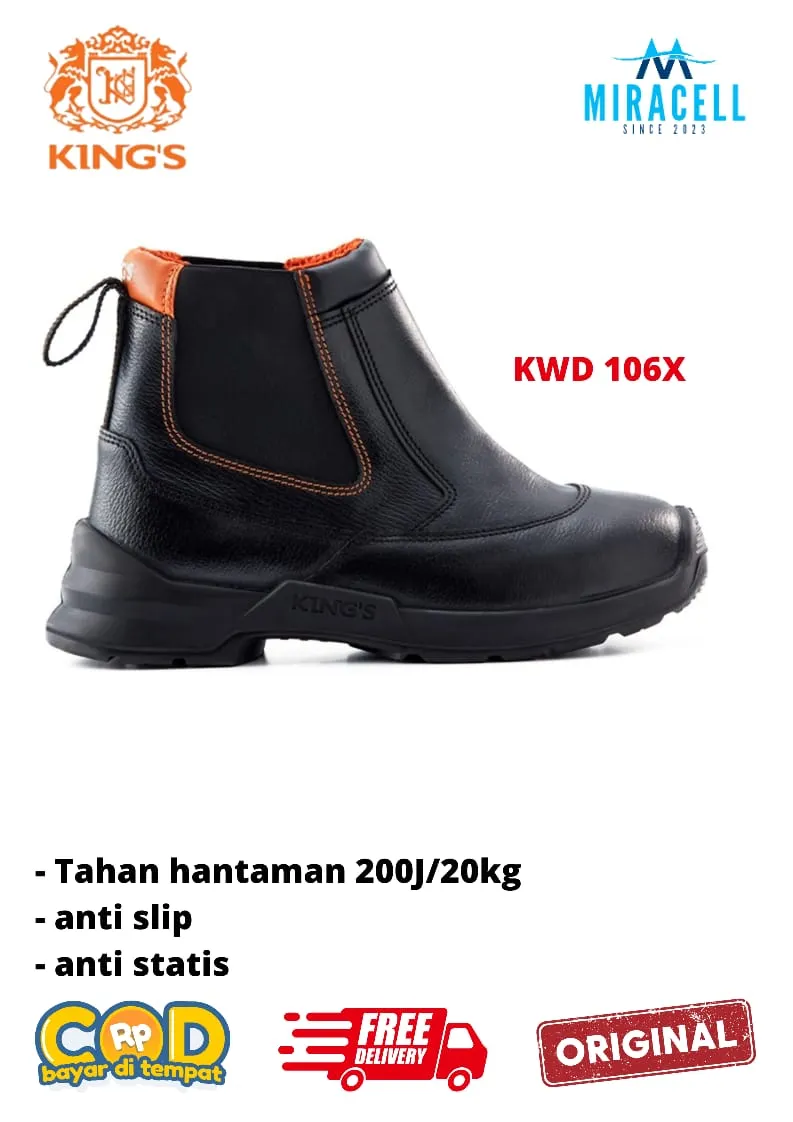 KING'S
MIRACELL
SINCE 2023
KWD 106X
KING'S
- Tahan hantaman 200J/20kg
- anti slip
- anti statis
COD
RP
bayar di tempat
FREE
DELIVERY
ORIGINAL